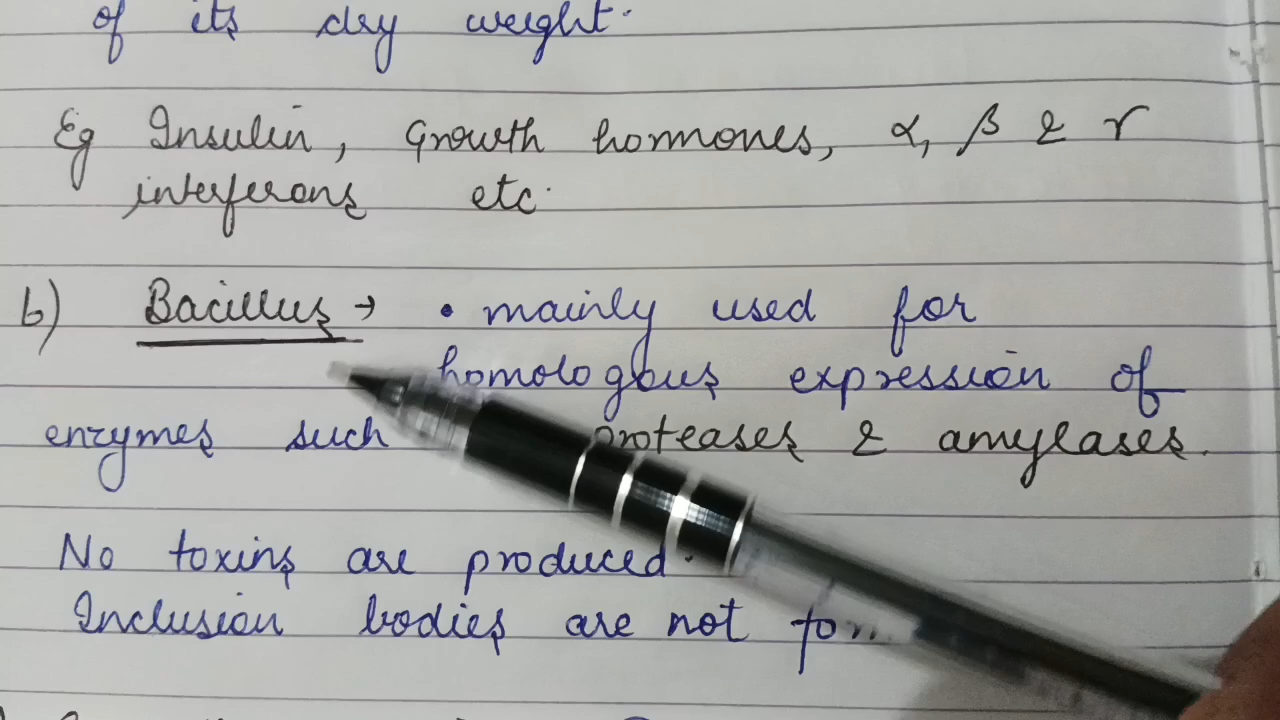 of its dry weight.
Eg Insulin, Growth hormones, α, β & γ
interferons etc.
b) Bacillus → • mainly used for
homologous expression of
enzymes such proteases & amylases.
No toxins are produced.
Inclusion bodies are not